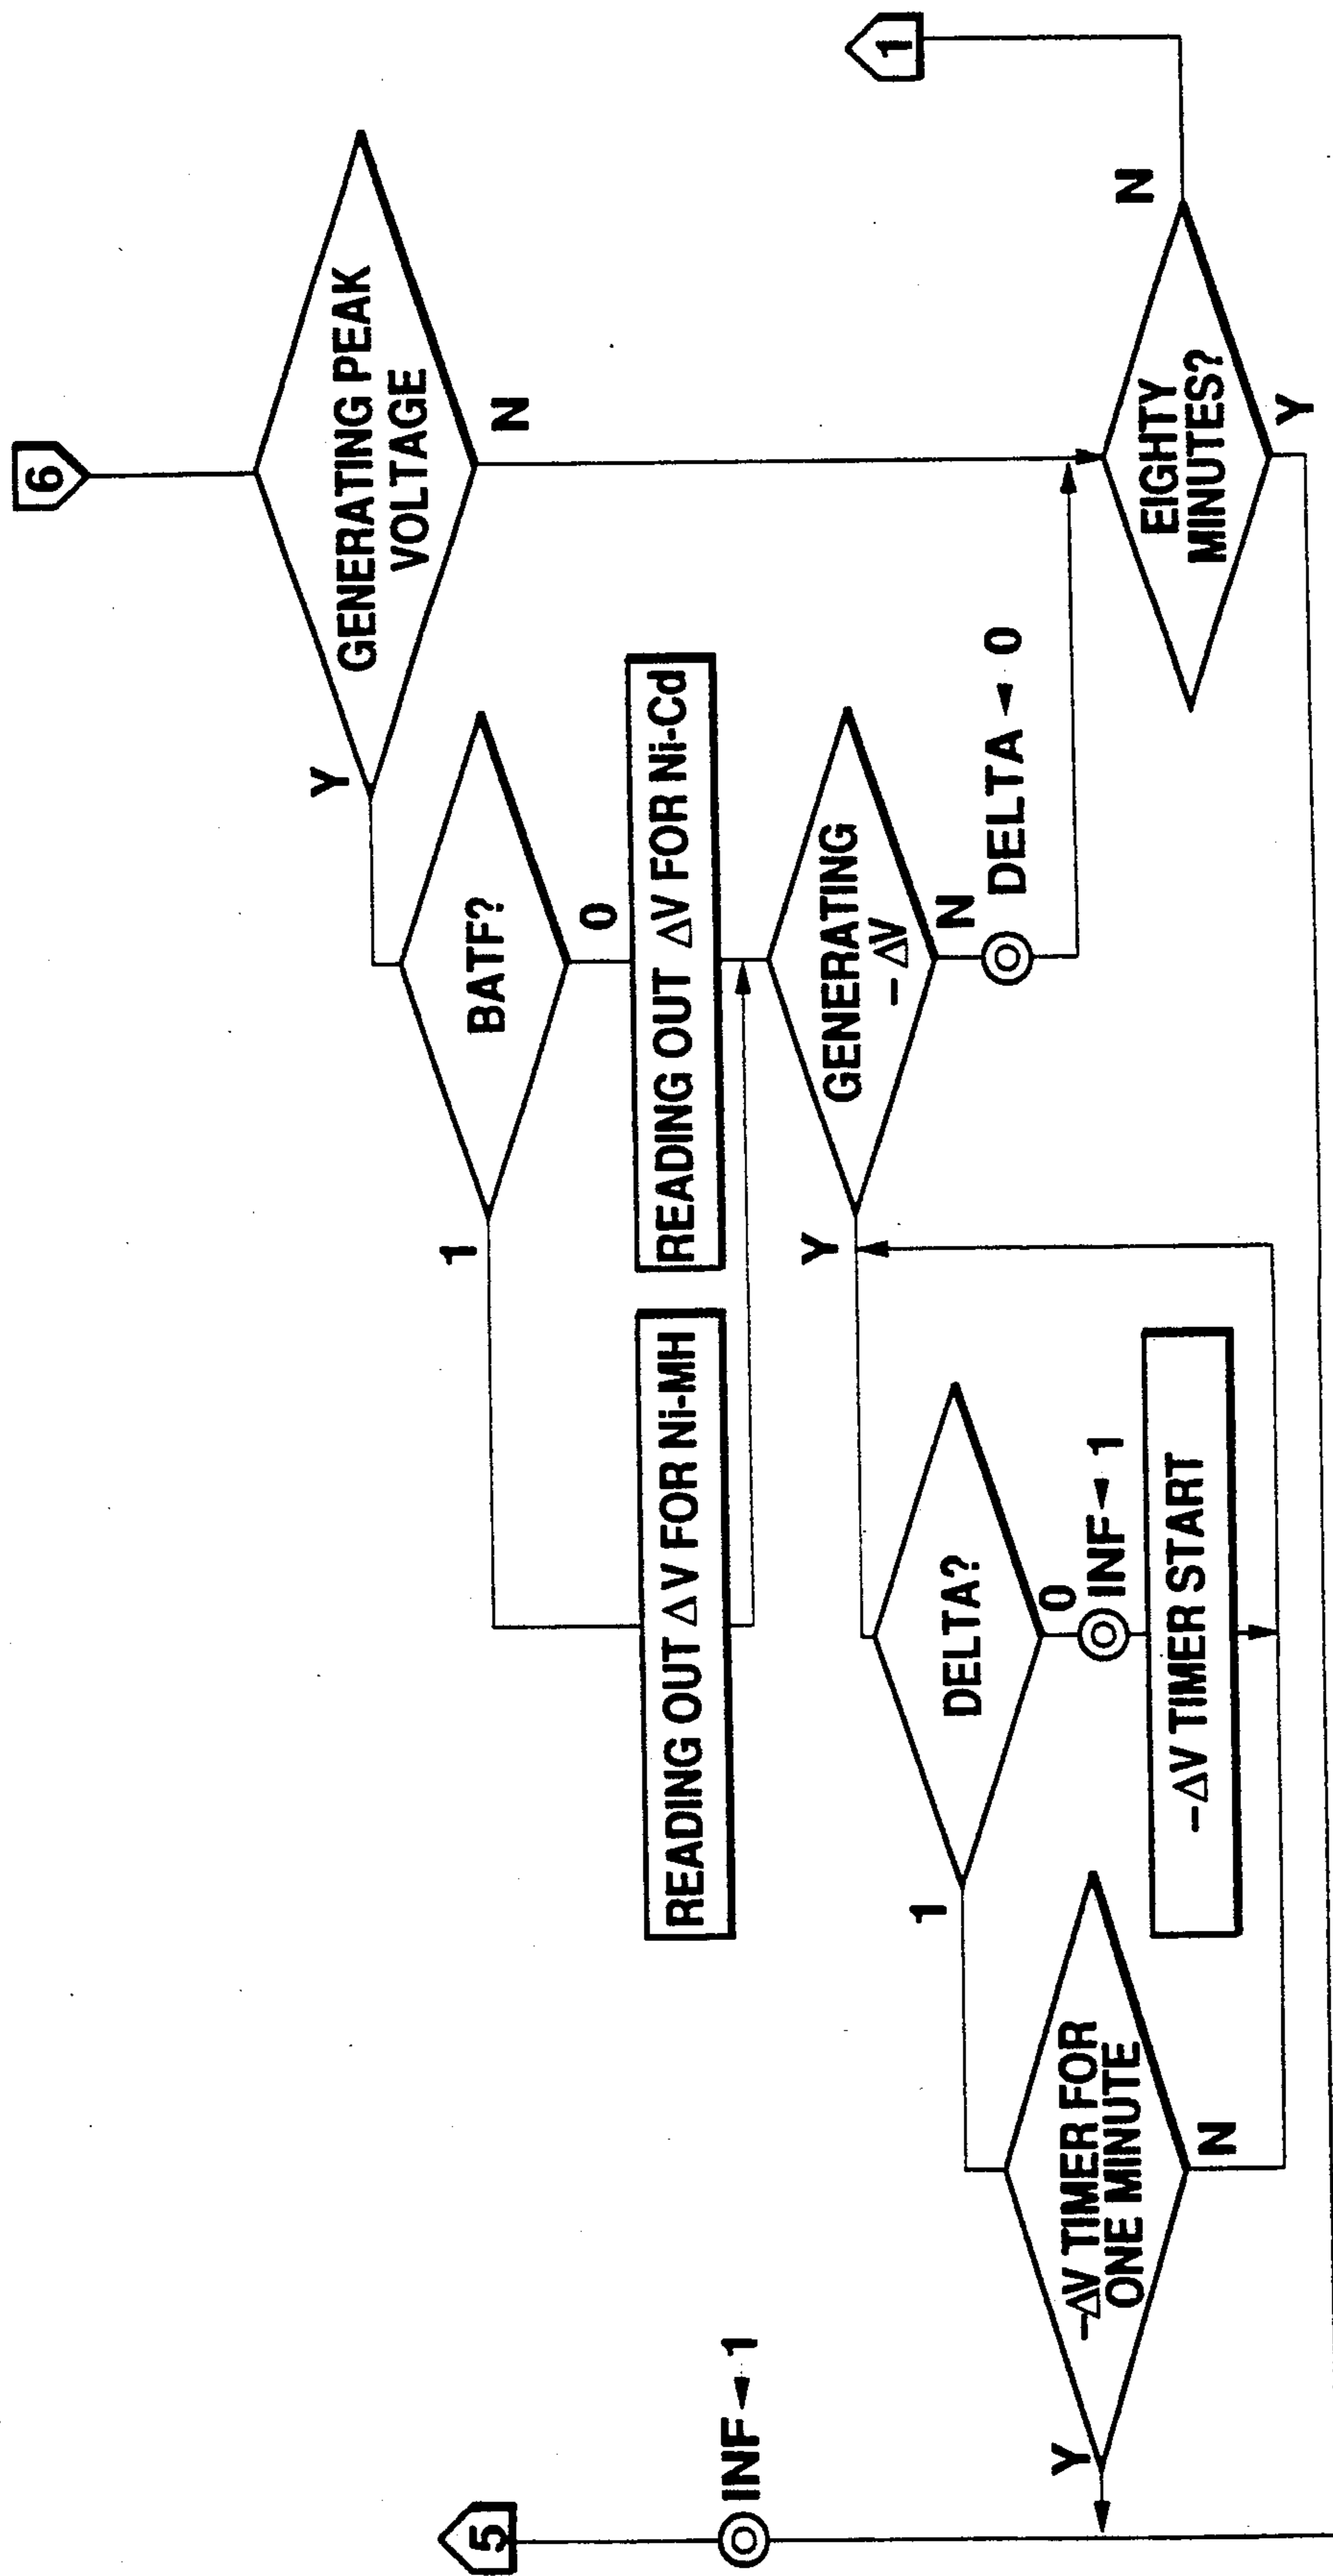 6
GENERATING PEAK
VOLTAGE
Y
N
BATF?
1
0
READING OUT ΔV FOR Ni-MH
READING OUT ΔV FOR Ni-Cd
GENERATING
−ΔV
Y
N
DELTA ◄ 0
DELTA?
1
0
INF ◄ 1
−ΔV TIMER START
−ΔV TIMER FOR
ONE MINUTE
Y
N
EIGHTY
MINUTES?
Y
N
1
INF ◄ 1
5